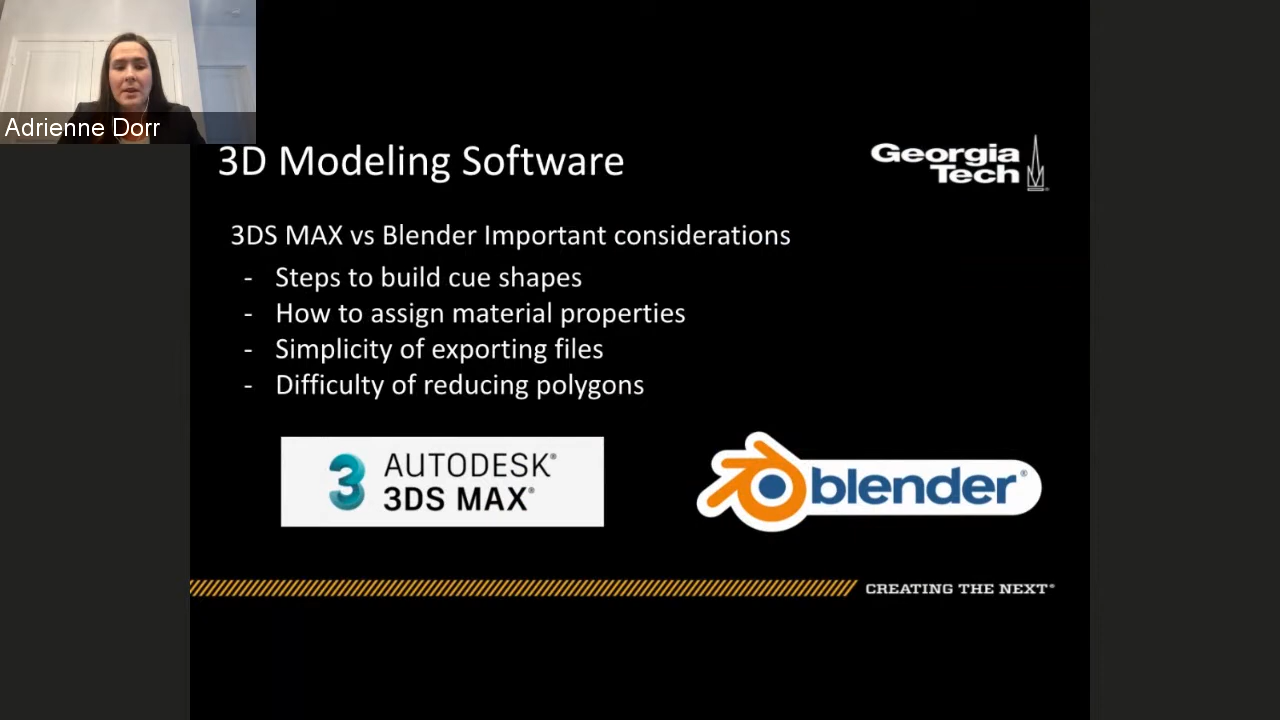 Adrienne Dorr
3D Modeling Software
Georgia
Tech
3DS MAX vs Blender Important considerations
- Steps to build cue shapes
- How to assign material properties
- Simplicity of exporting files
- Difficulty of reducing polygons
3 AUTODESK®
3DS MAX®
blender®
CREATING THE NEXT®